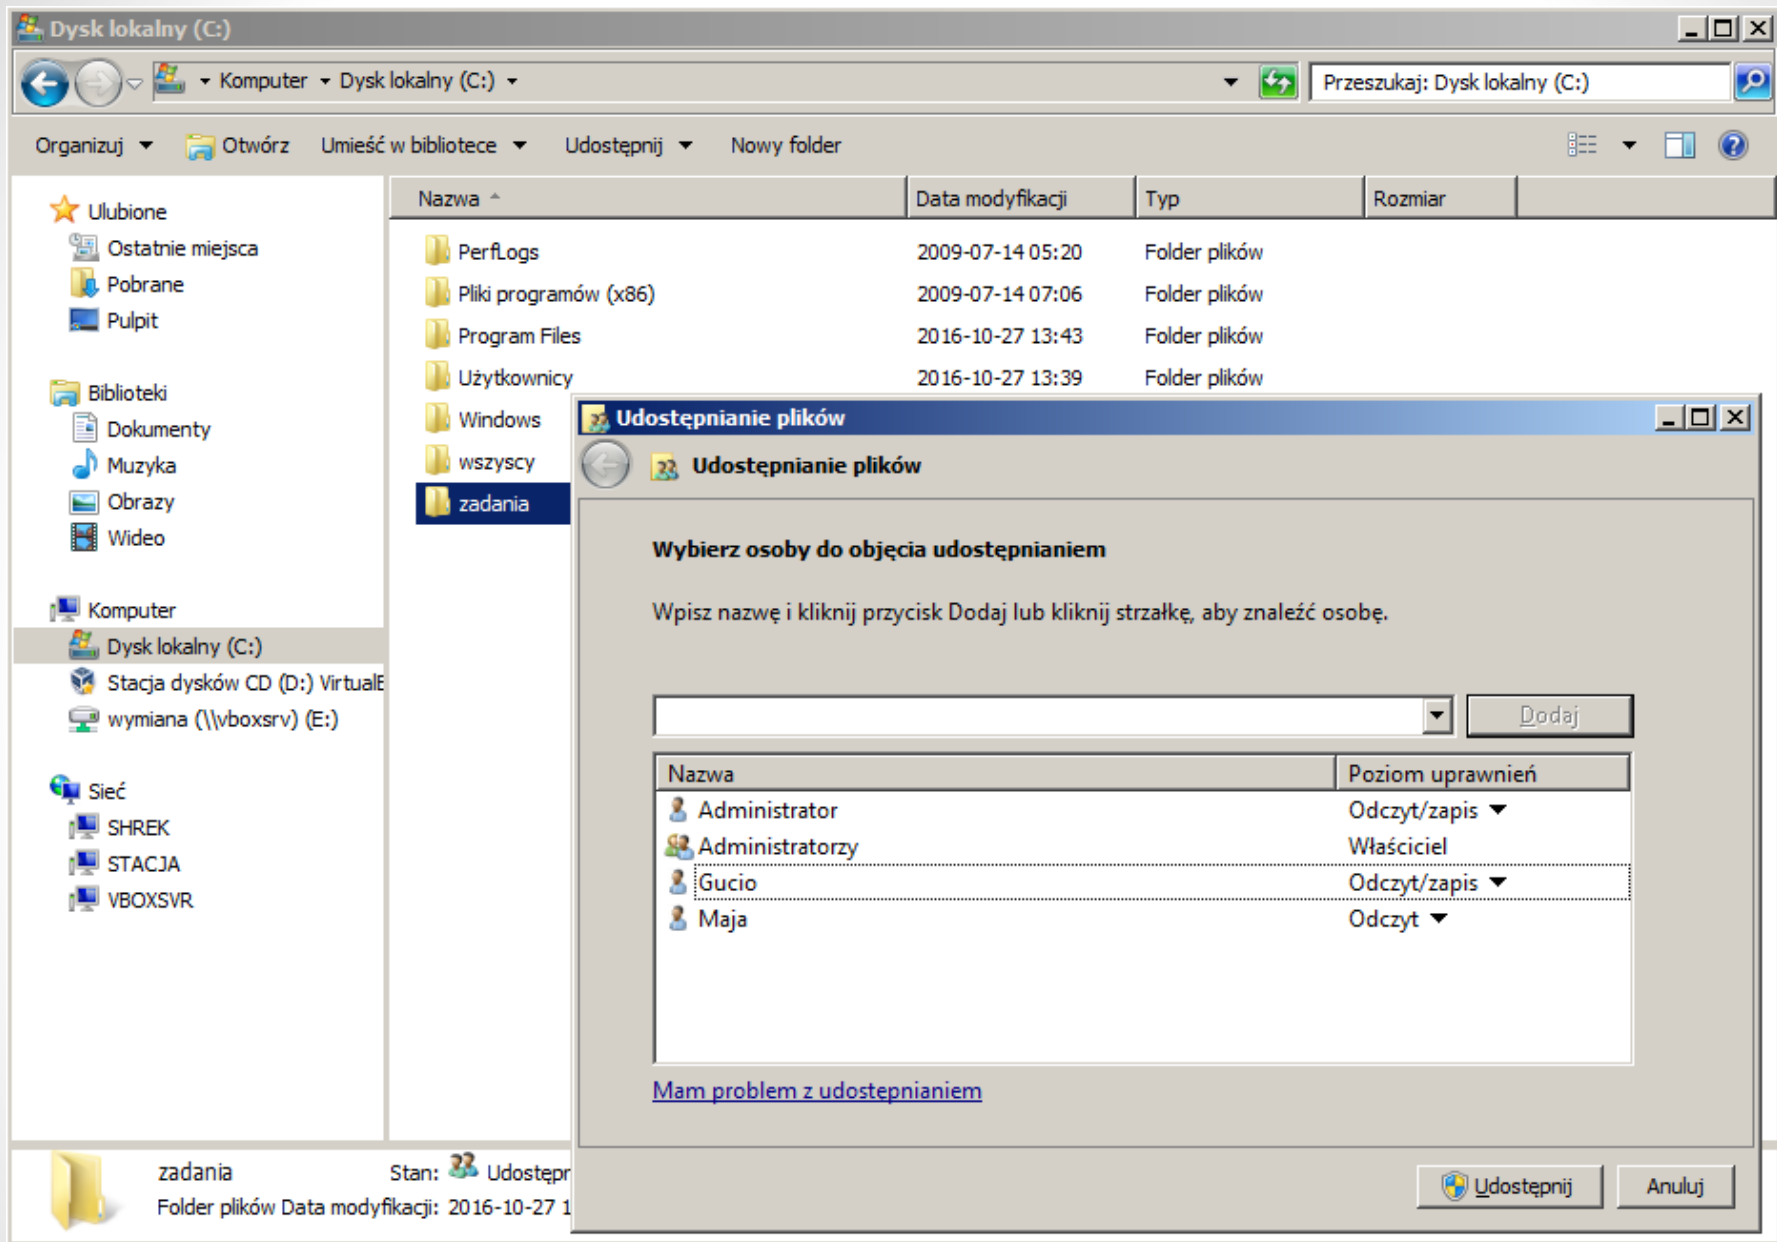 Dysk lokalny (C:)
Komputer Dysk lokalny (C:)
Przeszukaj: Dysk lokalny (C:)
Organizuj Otwórz Umieść w bibliotece Udostępnij Nowy folder
Ulubione
Ostatnie miejsca
Pobrane
Pulpit
Biblioteki
Dokumenty
Muzyka
Obrazy
Wideo
Komputer
Dysk lokalny (C:)
Stacja dysków CD (D:)
wymiana (\\vboxsrv) (E:)
Sieć
SHREK
STACJA
VBOXSVR
Nazwa Data modyfikacji Typ Rozmiar
PerfLogs 2009-07-14 05:20 Folder plików
Pliki programów (x86) 2009-07-14 07:06 Folder plików
Program Files 2016-10-27 13:43 Folder plików
Użytkownicy 2016-10-27 13:39 Folder plików
Windows
wszyscy
zadania
Udostępnianie plików
Udostępnianie plików
Wybierz osoby do objęcia udostępnianiem
Wpisz nazwę i kliknij przycisk Dodaj lub kliknij strzałkę, aby znaleźć osobę.
Dodaj
Nazwa Poziom uprawnień
Administrator Odczyt/zapis
Administratorzy Właściciel
Gucio Odczyt/zapis
Maja Odczyt
Mam problem z udostępnianiem
Udostępnij Anuluj
zadania Stan:
Folder plików Data modyfikacji: 2016-10-27